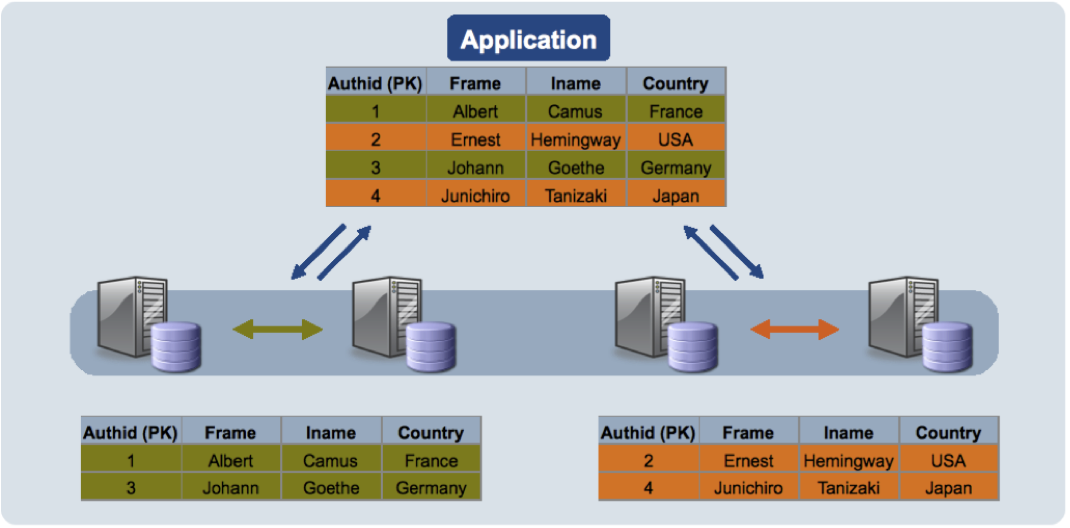 Application
Authid (PK) Frame Iname Country
1 Albert Camus France
2 Ernest Hemingway USA
3 Johann Goethe Germany
4 Junichiro Tanizaki Japan
Authid (PK) Frame Iname Country
1 Albert Camus France
3 Johann Goethe Germany
Authid (PK) Frame Iname Country
2 Ernest Hemingway USA
4 Junichiro Tanizaki Japan